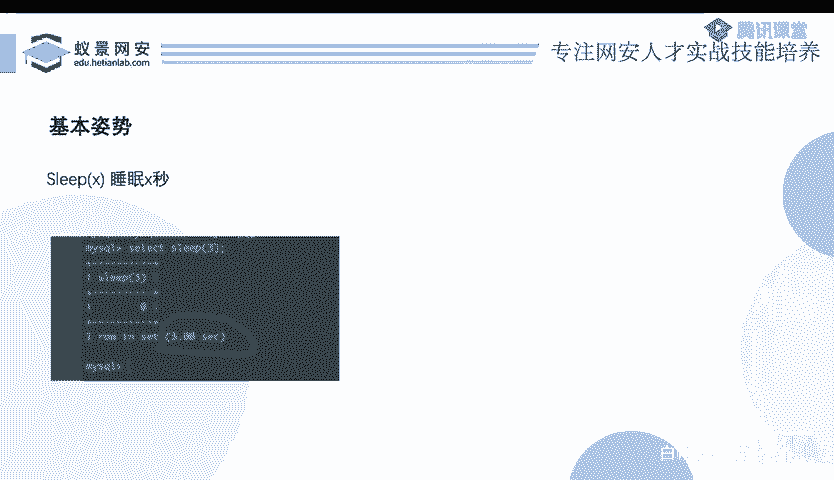 蚁景网安
edu.hetianlab.com
腾讯课堂
专注网安人才实战技能培养
基本姿势
Sleep(x) 睡眠x秒
mysql> select sleep(3);
| sleep(3) |
| 0 |
1 row in set (3.00 sec)
mysql>